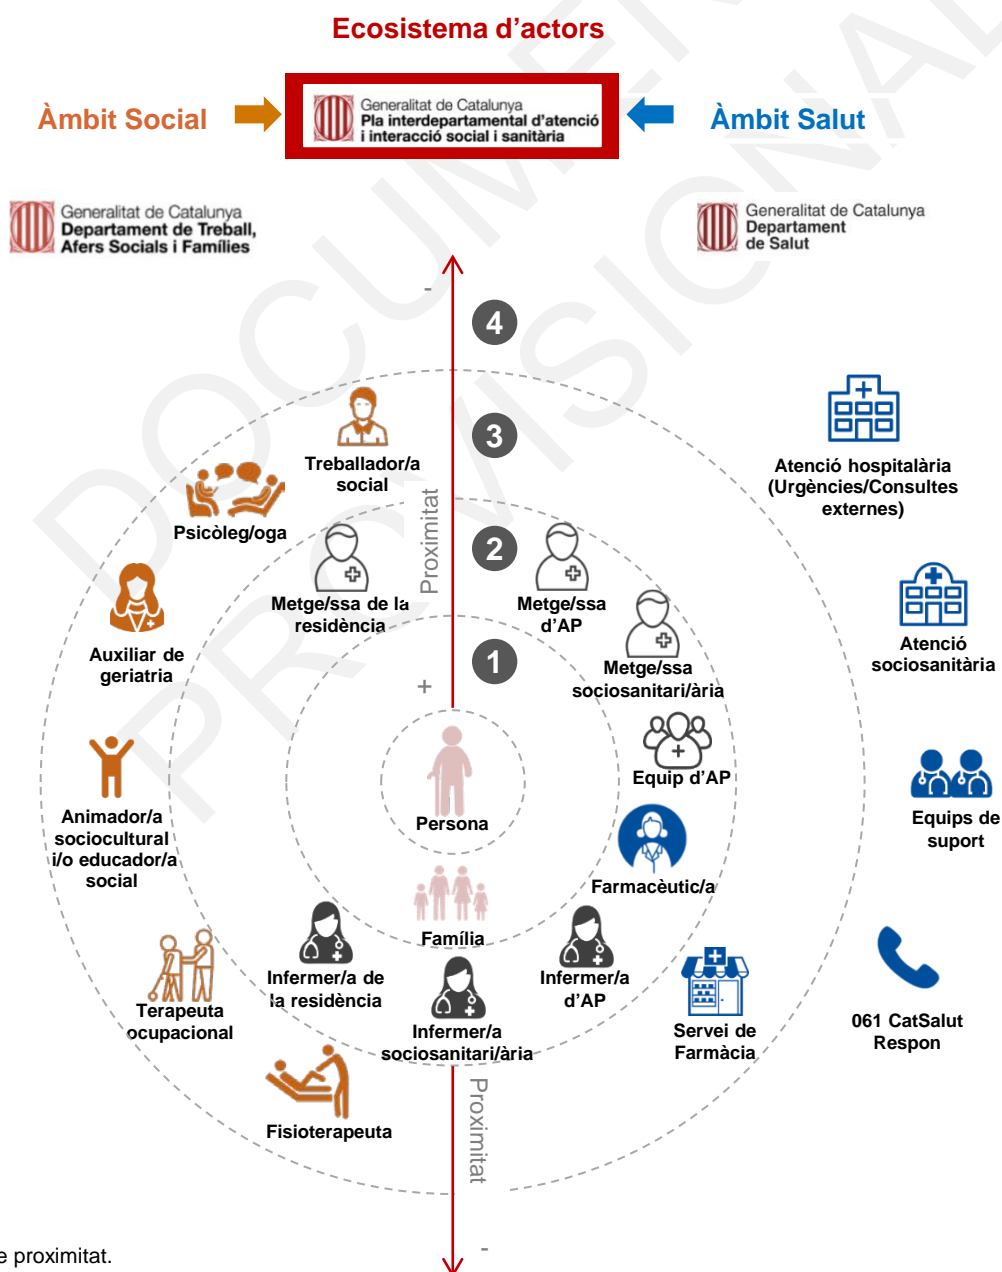 Ecosistema d'actors
Àmbit Social
Generalitat de Catalunya
Pla interdepartamental d'atenció
i interacció social i sanitària
Àmbit Salut
Generalitat de Catalunya
Departament de Treball,
Afers Socials i Famílies
Generalitat de Catalunya
Departament
de Salut
-
4
3
Treballador/a
social
Atenció hospitalària
(Urgències/Consultes
externes)
Psicòleg/oga
Proximitat
2
Metge/ssa de la
residència
Metge/ssa
d'AP
Auxiliar de
geriatria
1
Metge/ssa
sociosanitari/ària
Atenció
sociosanitària
+
Equip d'AP
Persona
Animador/a
sociocultural
i/o educador/a
social
Equips de
suport
Farmacèutic/a
Família
Infermer/a de
la residència
Infermer/a
d'AP
Terapeuta
ocupacional
Infermer/a
sociosanitari/ària
Servei de
Farmàcia
061 CatSalut
Respon
Fisioterapeuta
Proximitat
-
e proximitat.
DOCUMEN
PROVISIONAL